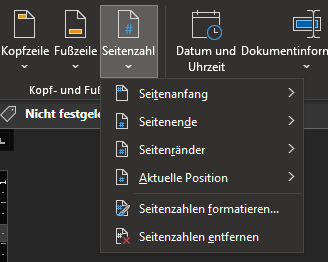 Kopfzeile Fußzeile Seitenzahl Datum und Uhrzeit Dokumentinform
Kopf- und Fuß
Nicht festgele
Seitenanfang
Seitenende
Seitenränder
Aktuelle Position
Seitenzahlen formatieren...
Seitenzahlen entfernen